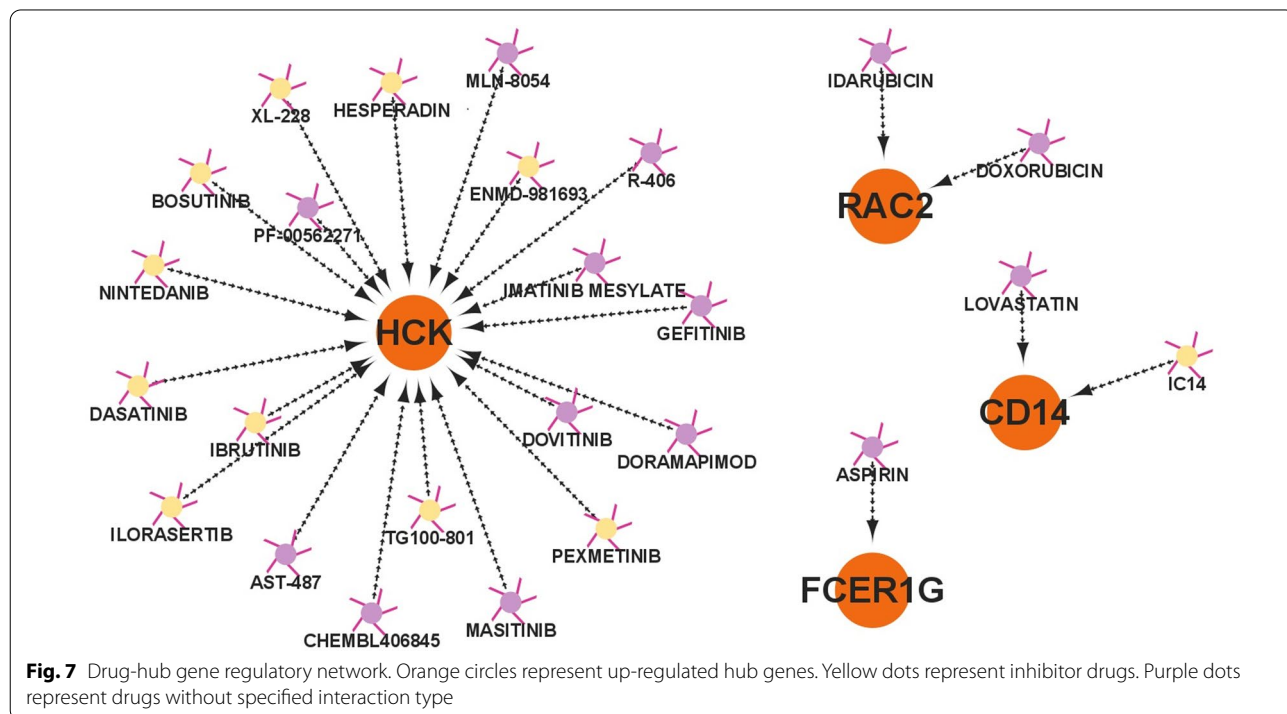 MLN-8054
IDARUBICIN
XL-228
HESPERADIN
R-406
DOXORUBICIN
BOSUTINIB
ENMD-981693
RAC2
PF-00562271
NINTEDANIB
IMATINIB MESYLATE
LOVASTATIN
GEFITINIB
HCK
IC14
DASATINIB
CD14
IBRUTINIB
DOVITINIB
DORAMAPIMOD
ASPIRIN
ILORASERTIB
TG100-801
PEXMETINIB
AST-487
FCER1G
CHEMBL406845
MASITINIB
Fig. 7 Drug-hub gene regulatory network. Orange circles represent up-regulated hub genes. Yellow dots represent inhibitor drugs. Purple dots
represent drugs without specified interaction type